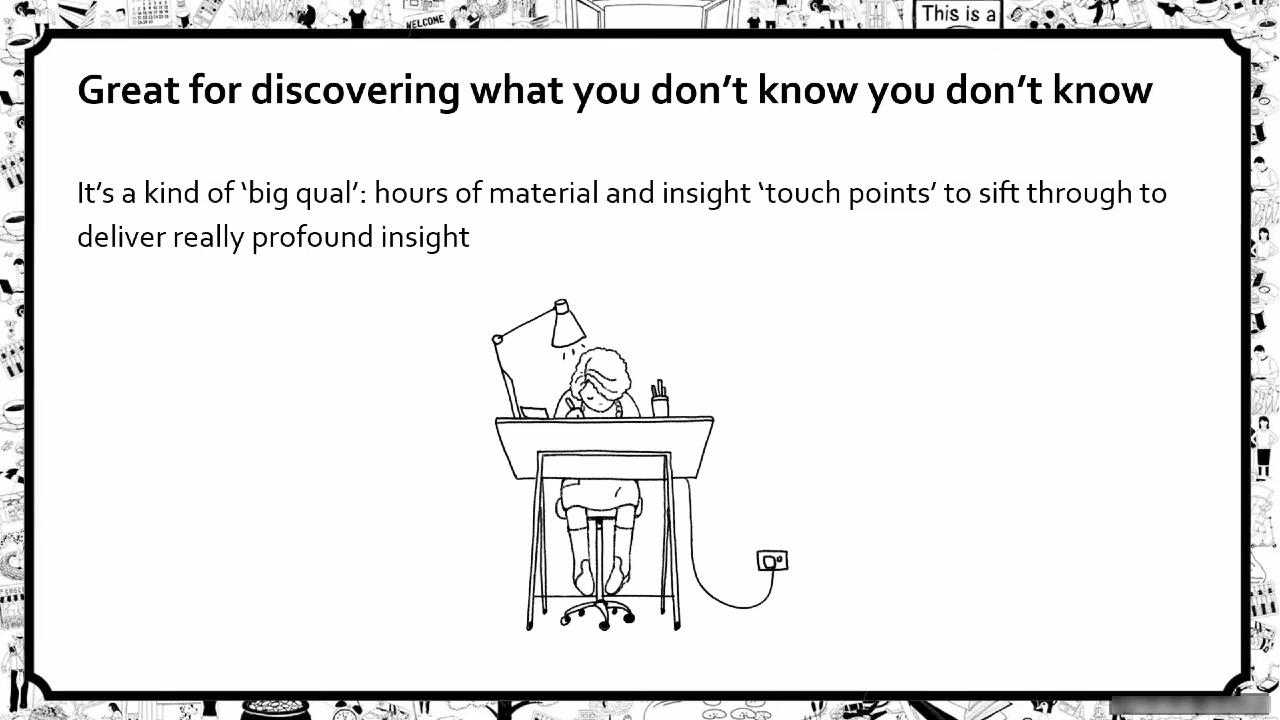 WELCOME
This is a
Great for discovering what you don’t know you don’t know
It’s a kind of ‘big qual’: hours of material and insight ‘touch points’ to sift through to
deliver really profound insight